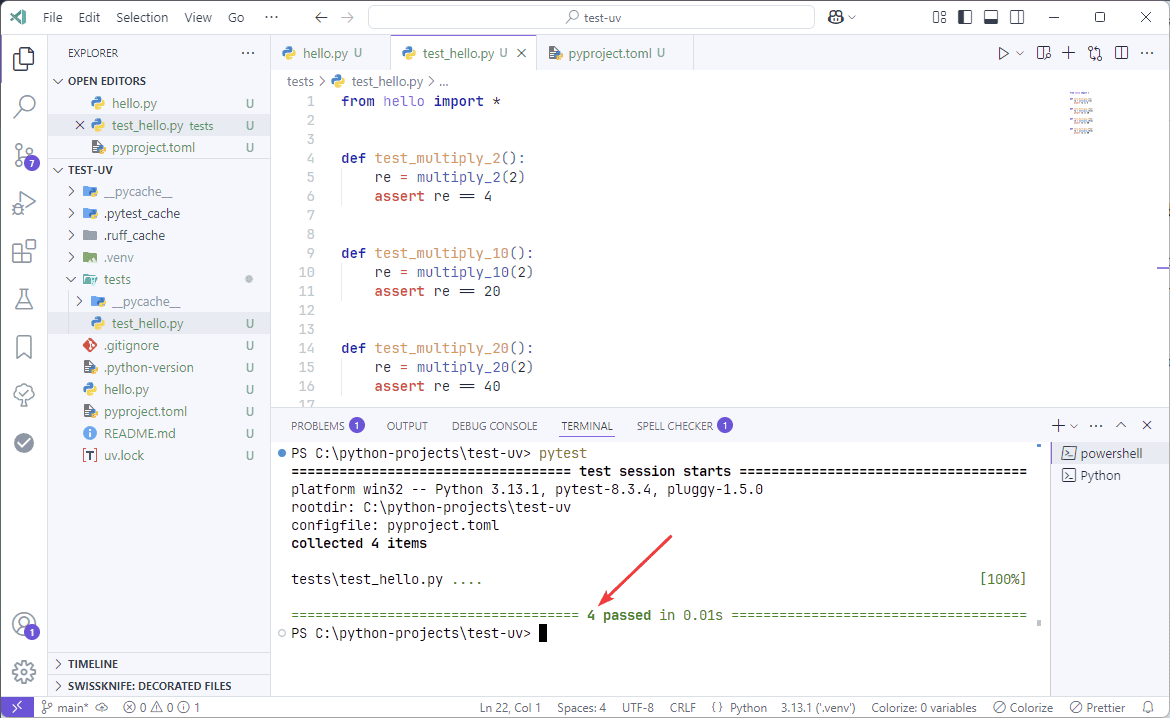 File Edit Selection View Go ... test-uv
EXPLORER ...
OPEN EDITORS
hello.py U
test_hello.py tests U
pyproject.toml U
TEST-UV
__pycache__
.pytest_cache
.ruff_cache
.venv
tests
__pycache__
test_hello.py U
.gitignore U
.python-version U
hello.py U
pyproject.toml U
README.md U
uv.lock U
TIMELINE
SWISSKNIFE: DECORATED FILES
7
1
hello.py U test_hello.py U pyproject.toml U
tests > test_hello.py > ...
1 from hello import *
2
3
4 def test_multiply_2():
5 re = multiply_2(2)
6 assert re == 4
7
8
9 def test_multiply_10():
10 re = multiply_10(2)
11 assert re == 20
12
13
14 def test_multiply_20():
15 re = multiply_20(2)
16 assert re == 40
17
PROBLEMS 1 OUTPUT DEBUG CONSOLE TERMINAL SPELL CHECKER 1
PS C:\python-projects\test-uv> pytest
=================================== test session starts ====================================
platform win32 -- Python 3.13.1, pytest-8.3.4, pluggy-1.5.0
rootdir: C:\python-projects\test-uv
configfile: pyproject.toml
collected 4 items
tests\test_hello.py .... [100%]
==================================== 4 passed in 0.01s =====================================
PS C:\python-projects\test-uv>
powershell
Python
main* 0 0 1 Ln 22, Col 1 Spaces: 4 UTF-8 CRLF { } Python 3.13.1 ('.venv') Colorize: 0 variables Colorize Prettier